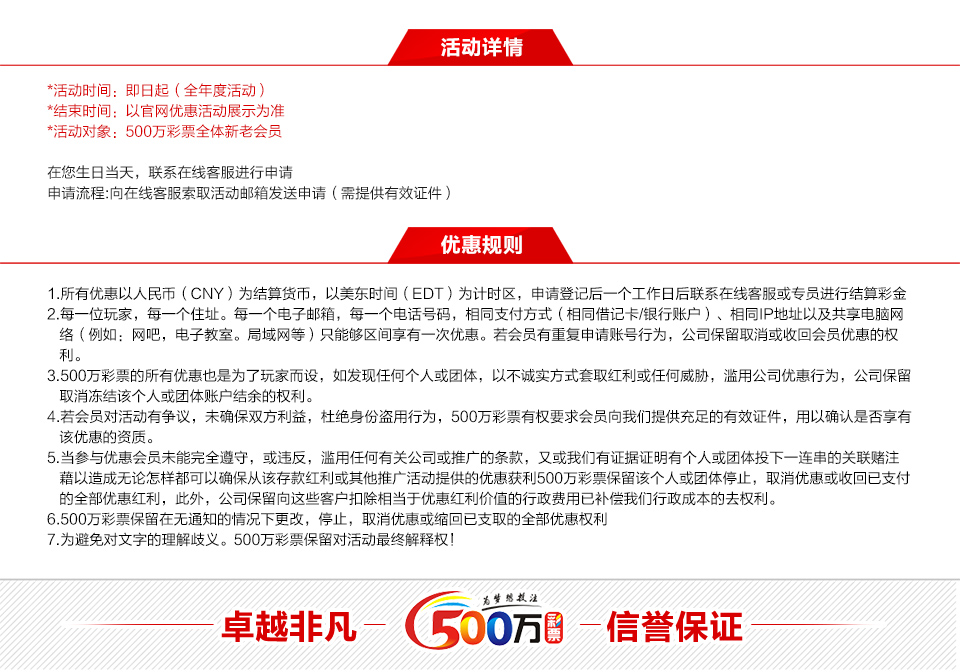 活动详情
*活动时间：即日起（全年度活动）
*结束时间：以官网优惠活动展示为准
*活动对象：500万彩票全体新老会员
在您生日当天，联系在线客服进行申请
申请流程:向在线客服索取活动邮箱发送申请（需提供有效证件）
优惠规则
1.所有优惠以人民币（CNY）为结算货币，以美东时间（EDT）为计时区，申请登记后一个工作日后联系在线客服或专员进行结算彩金
2.每一位玩家，每一个住址。每一个电子邮箱，每一个电话号码，相同支付方式（相同借记卡/银行账户）、相同IP地址以及共享电脑网
络（例如：网吧，电子教室。局域网等）只能够区间享有一次优惠。若会员有重复申请账号行为，公司保留取消或收回会员优惠的权
利。
3.500万彩票的所有优惠也是为了玩家而设，如发现任何个人或团体，以不诚实方式套取红利或任何威胁，滥用公司优惠行为，公司保留
取消冻结该个人或团体账户结余的权利。
4.若会员对活动有争议，未确保双方利益，杜绝身份盗用行为，500万彩票有权要求会员向我们提供充足的有效证件，用以确认是否享有
该优惠的资质。
5.当参与优惠会员未能完全遵守，或违反，滥用任何有关公司或推广的条款，又或我们有证据证明有个人或团体投下一连串的关联赌注
藉以造成无论怎样都可以确保从该存款红利或其他推广活动提供的优惠获利500万彩票保留该个人或团体停止，取消优惠或收回已支付
的全部优惠红利，此外，公司保留向这些客户扣除相当于优惠红利价值的行政费用已补偿我们行政成本的去权利。
6.500万彩票保留在无通知的情况下更改，停止，取消优惠或缩回已支取的全部优惠权利
7.为避免对文字的理解歧义。500万彩票保留对活动最终解释权！
为梦想投注
卓越非凡 500万彩票 信誉保证